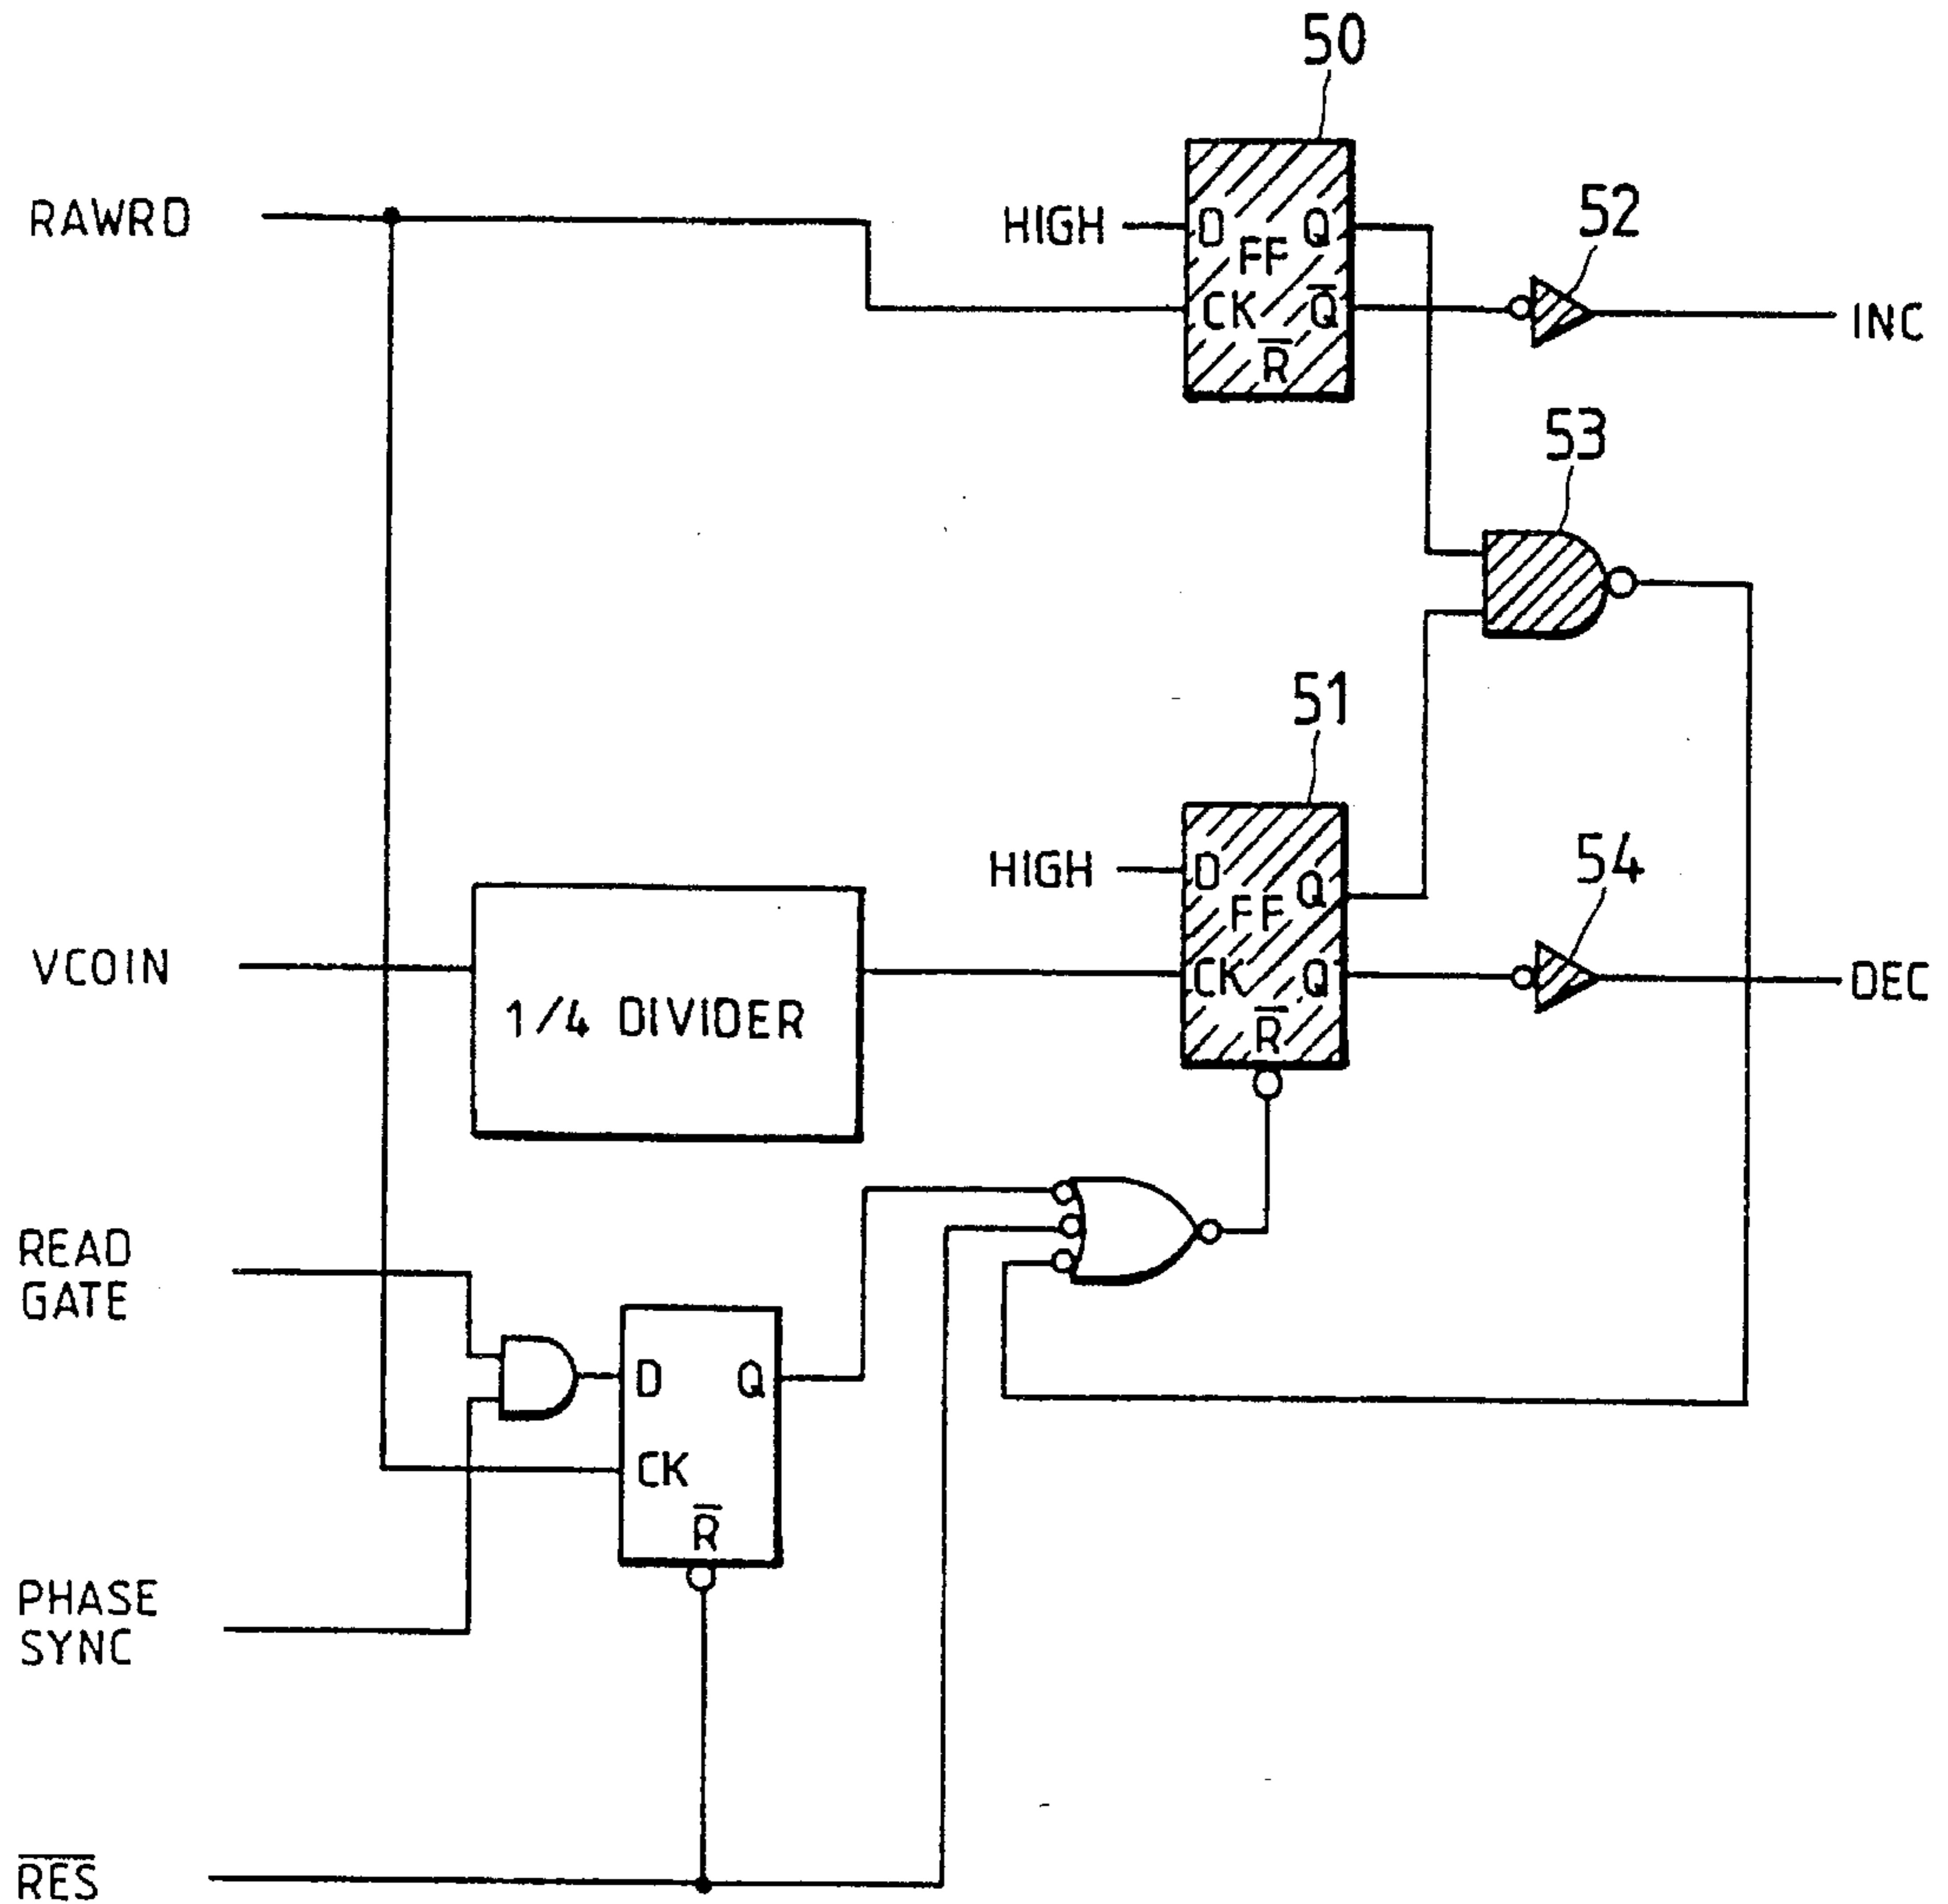 50
RAWRD
HIGH
D
Q
FF
CK
Q̅
R̅
52
INC
53
51
HIGH
D
Q
FF
CK
Q
R̅
54
DEC
VCOIN
1/4 DIVIDER
READ
GATE
D
Q
CK
R̅
PHASE
SYNC
R̅E̅S̅